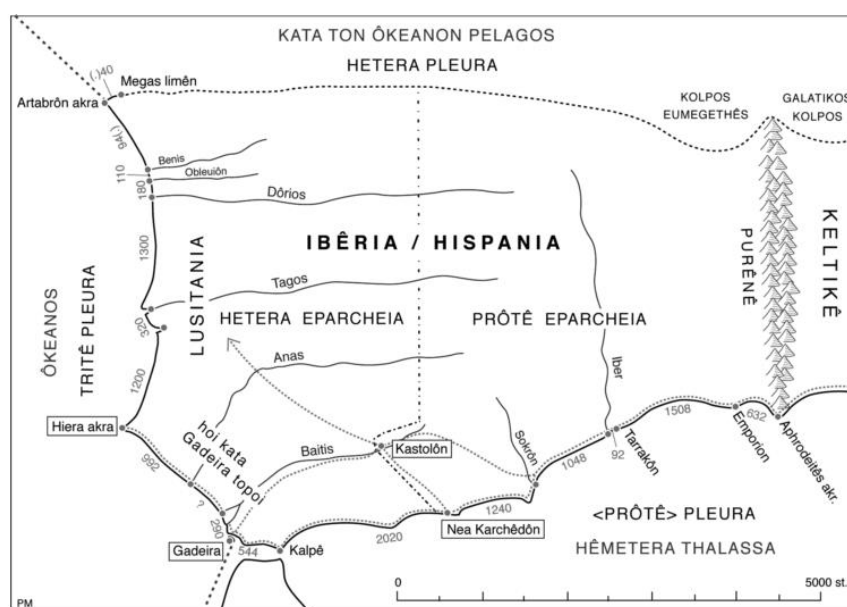 KATA TON ÔKEANON PELAGOS
HETERA PLEURA
(.)40
Megas limên
Artabrôn akra
KOLPOS
EUMEGETHÊS
GALATIKOS
KOLPOS
94(.)
Benis
110
Obleuiôn
180
Dôrios
1300
IBÊRIA / HISPANIA
PURÊNÊ
KELTIKÊ
ÔKEANOS
TRITÊ PLEURA
LUSITANIA
Tagos
320
HETERA EPARCHEIA
PRÔTÊ EPARCHEIA
Anas
Iber
1200
1508
632
Hiera akra
hoi kata
Gadeira topoi
Baitis
Kastolôn
Sokrôn
Tarrakôn
Emporion
Aphrodeitês akr.
992
1048
92
?
290
1240
Nea Karchêdôn
<PRÔTÊ> PLEURA
Gadeira
544
Kalpê
2020
HÊMETERA THALASSA
0
5000 st.
PM